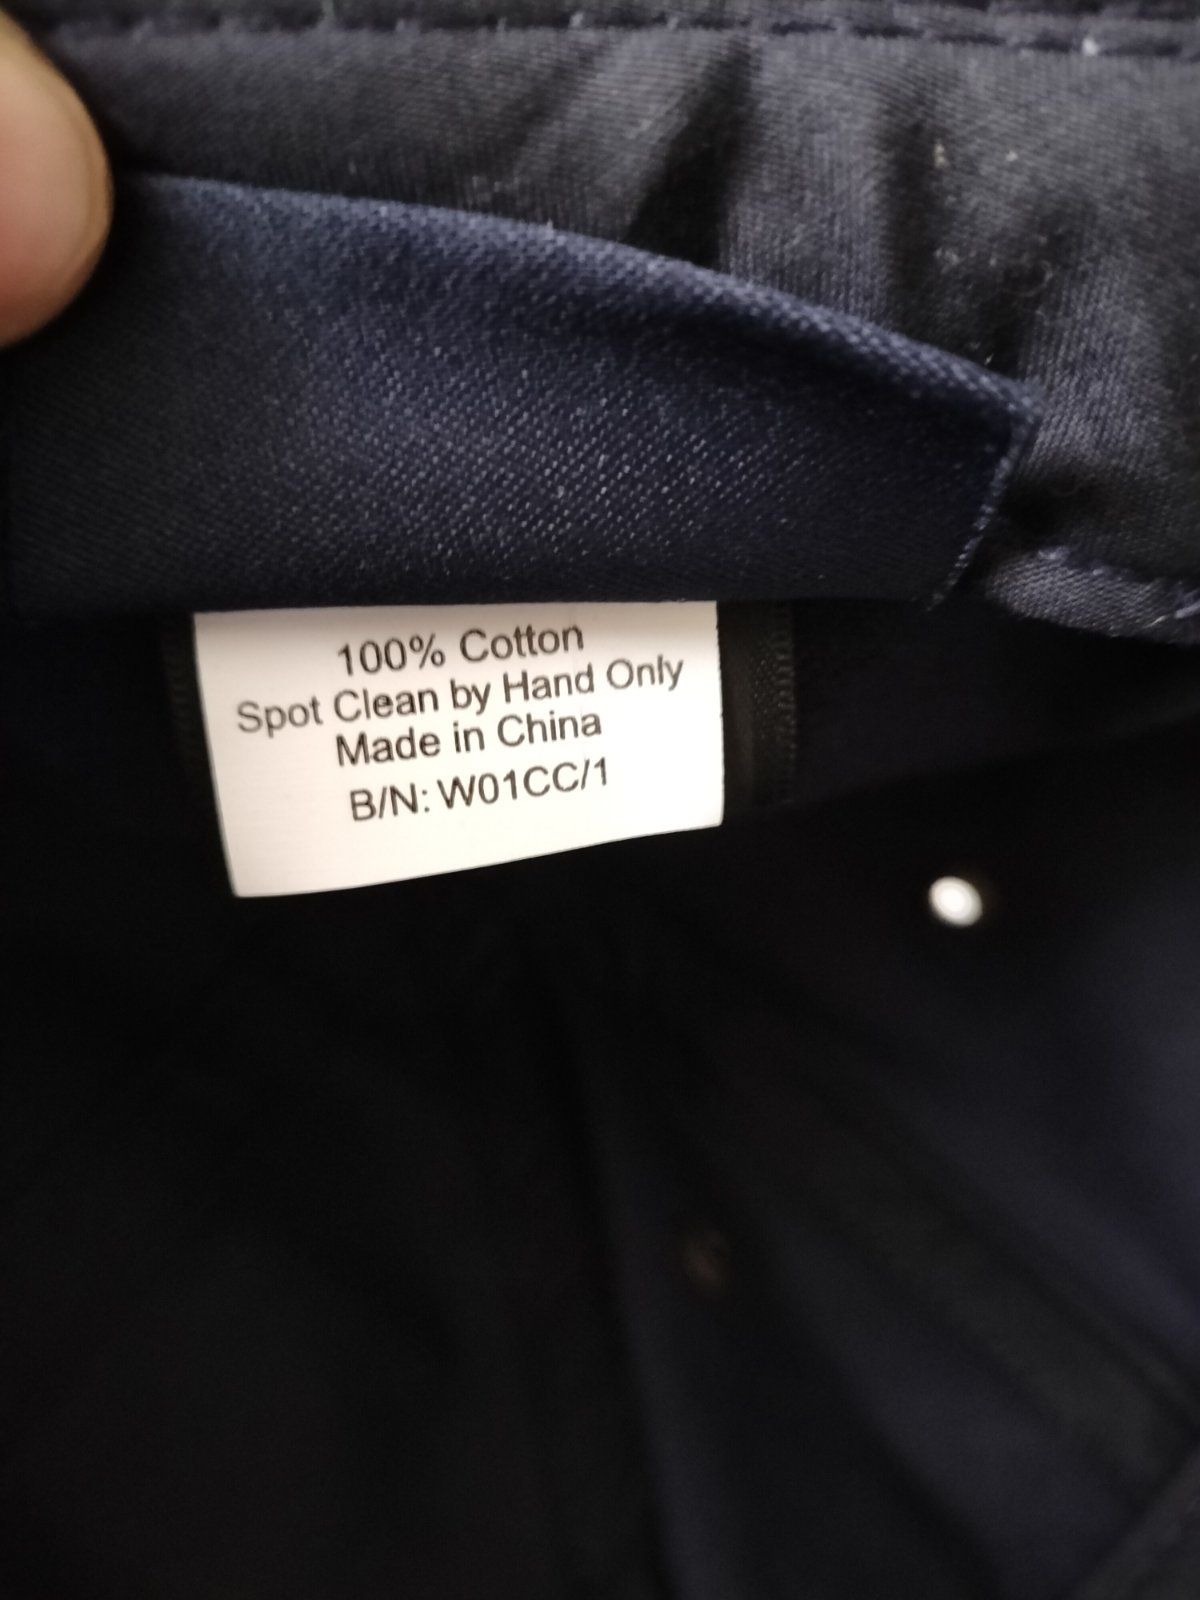 100% Cotton
Spot Clean by Hand Only
Made in China
B/N: W01CC/1